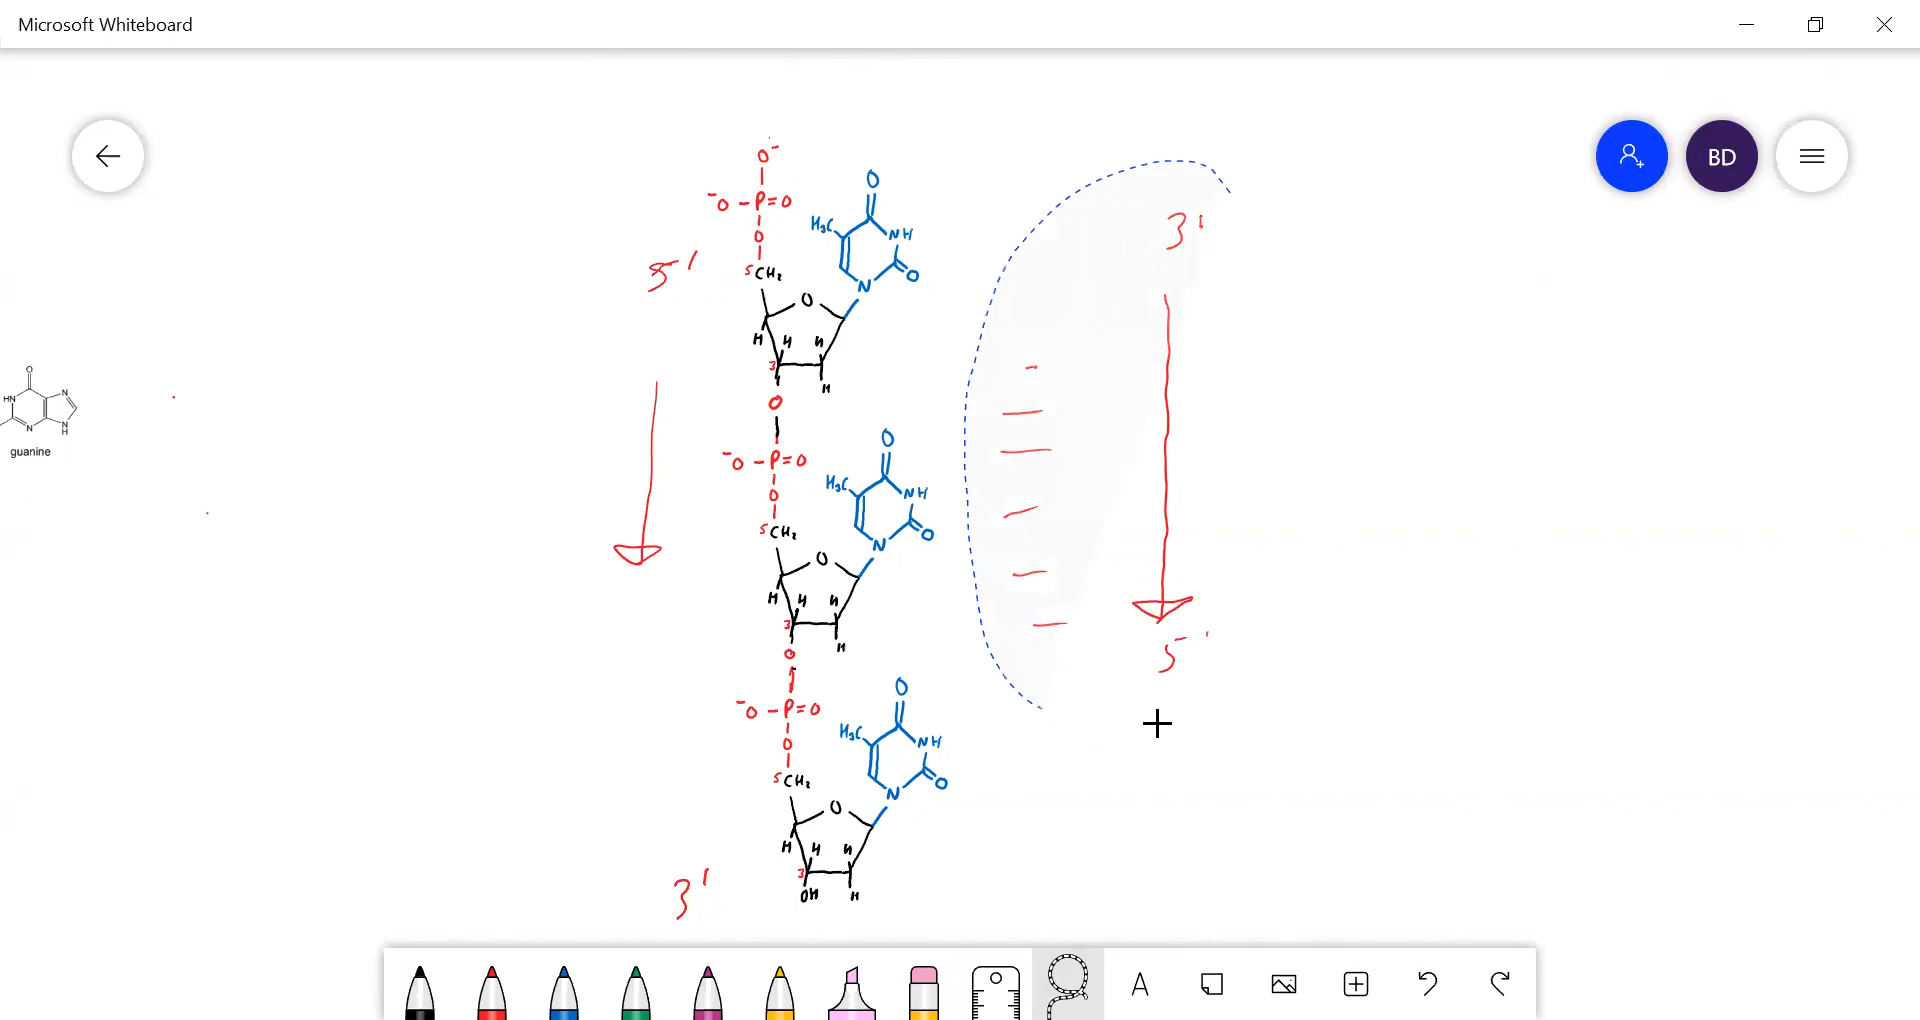 Microsoft Whiteboard
BD
O⁻
⁻O-P=O
O
5CH₂
5'
O
H₃C
NH
O
N
O
H H H
3
H
3'
O
⁻O-P=O
O
5CH₂
O
H₃C
NH
O
N
O
H H H
3
H
O
⁻O-P=O
O
5CH₂
O
H₃C
NH
O
N
O
H H H
3
OH H
3'
5'
O
HN
N
N
N
H
guanine
A